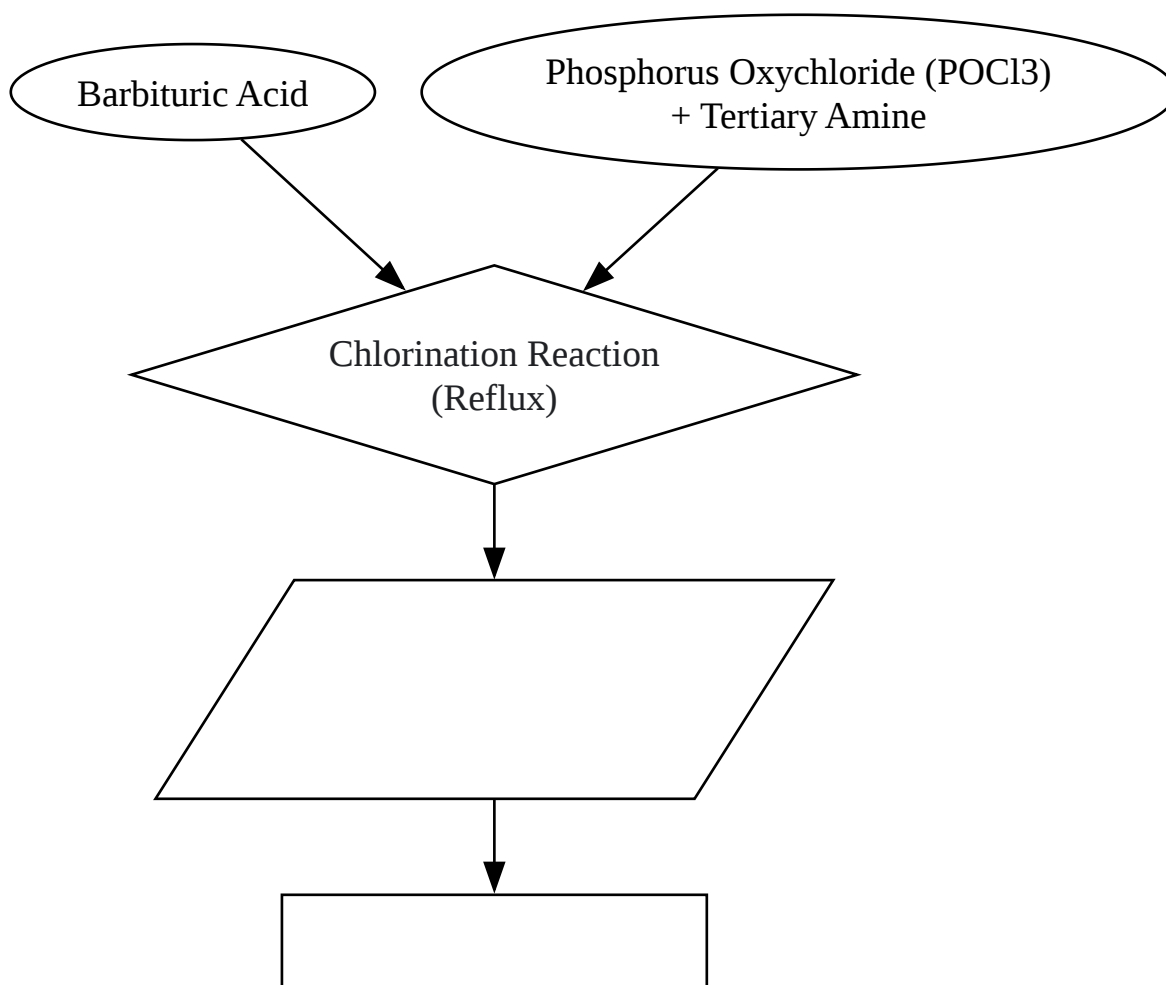 Barbituric Acid
Phosphorus Oxychloride (POCl3)
+ Tertiary Amine
Chlorination Reaction
(Reflux)